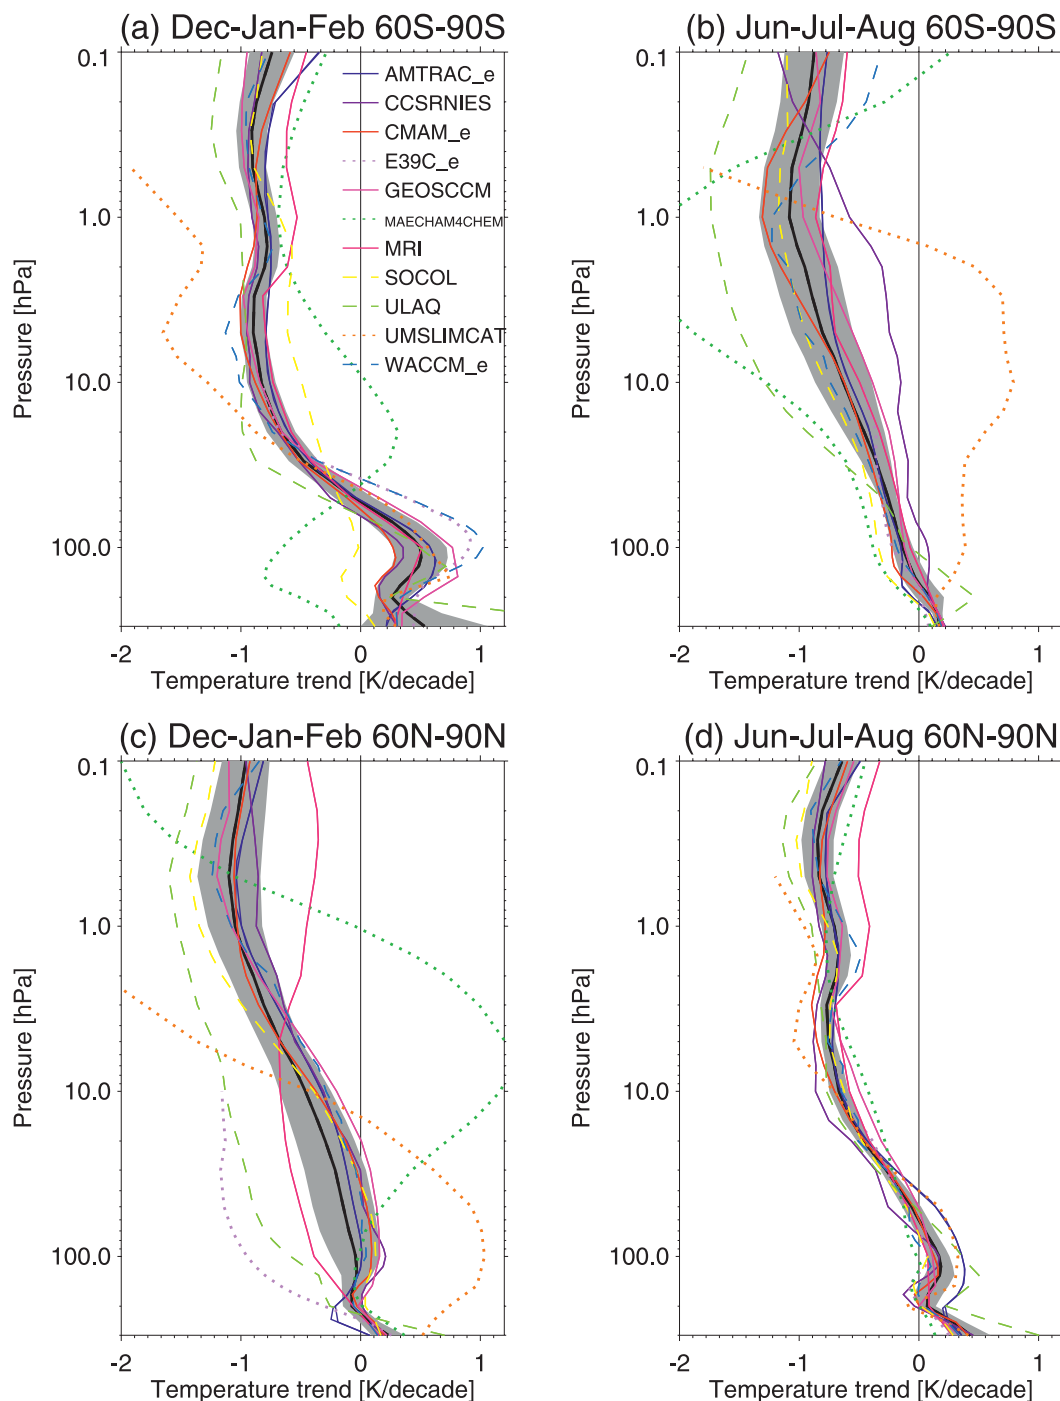 (a) Dec-Jan-Feb 60S-90S
0.1
1.0
10.0
100.0
Pressure [hPa]
AMTRAC_e
CCSRNIES
CMAM_e
E39C_e
GEOSCCM
MAECHAM4CHEM
MRI
SOCOL
ULAQ
UMSLIMCAT
WACCM_e
-2 -1 0 1
Temperature trend [K/decade]
(b) Jun-Jul-Aug 60S-90S
0.1
1.0
10.0
100.0
Pressure [hPa]
-2 -1 0 1
Temperature trend [K/decade]
(c) Dec-Jan-Feb 60N-90N
0.1
1.0
10.0
100.0
Pressure [hPa]
-2 -1 0 1
Temperature trend [K/decade]
(d) Jun-Jul-Aug 60N-90N
0.1
1.0
10.0
100.0
Pressure [hPa]
-2 -1 0 1
Temperature trend [K/decade]